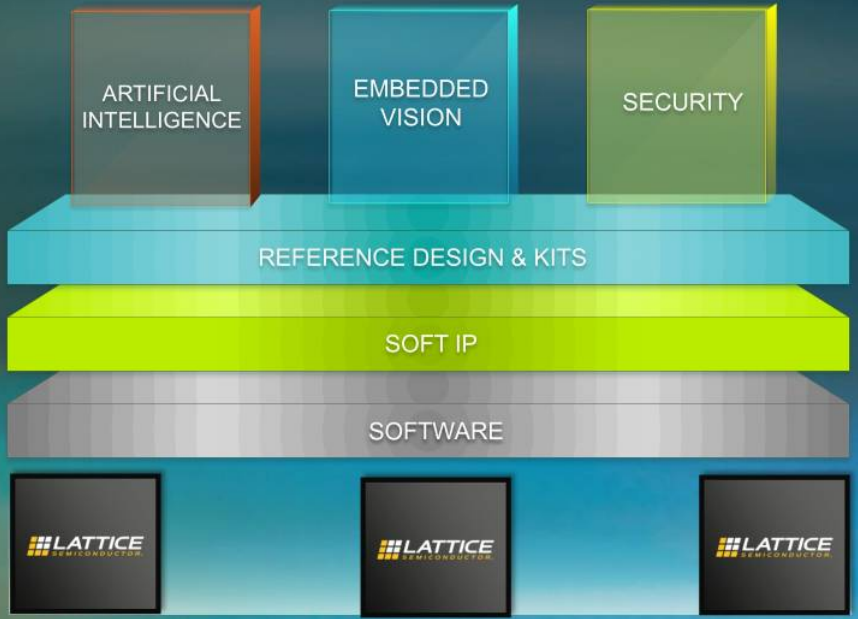 ARTIFICIAL
INTELLIGENCE
EMBEDDED
VISION
SECURITY
REFERENCE DESIGN & KITS
SOFT IP
SOFTWARE
LATTICE
SEMICONDUCTOR.
LATTICE
SEMICONDUCTOR.
LATTICE
SEMICONDUCTOR.